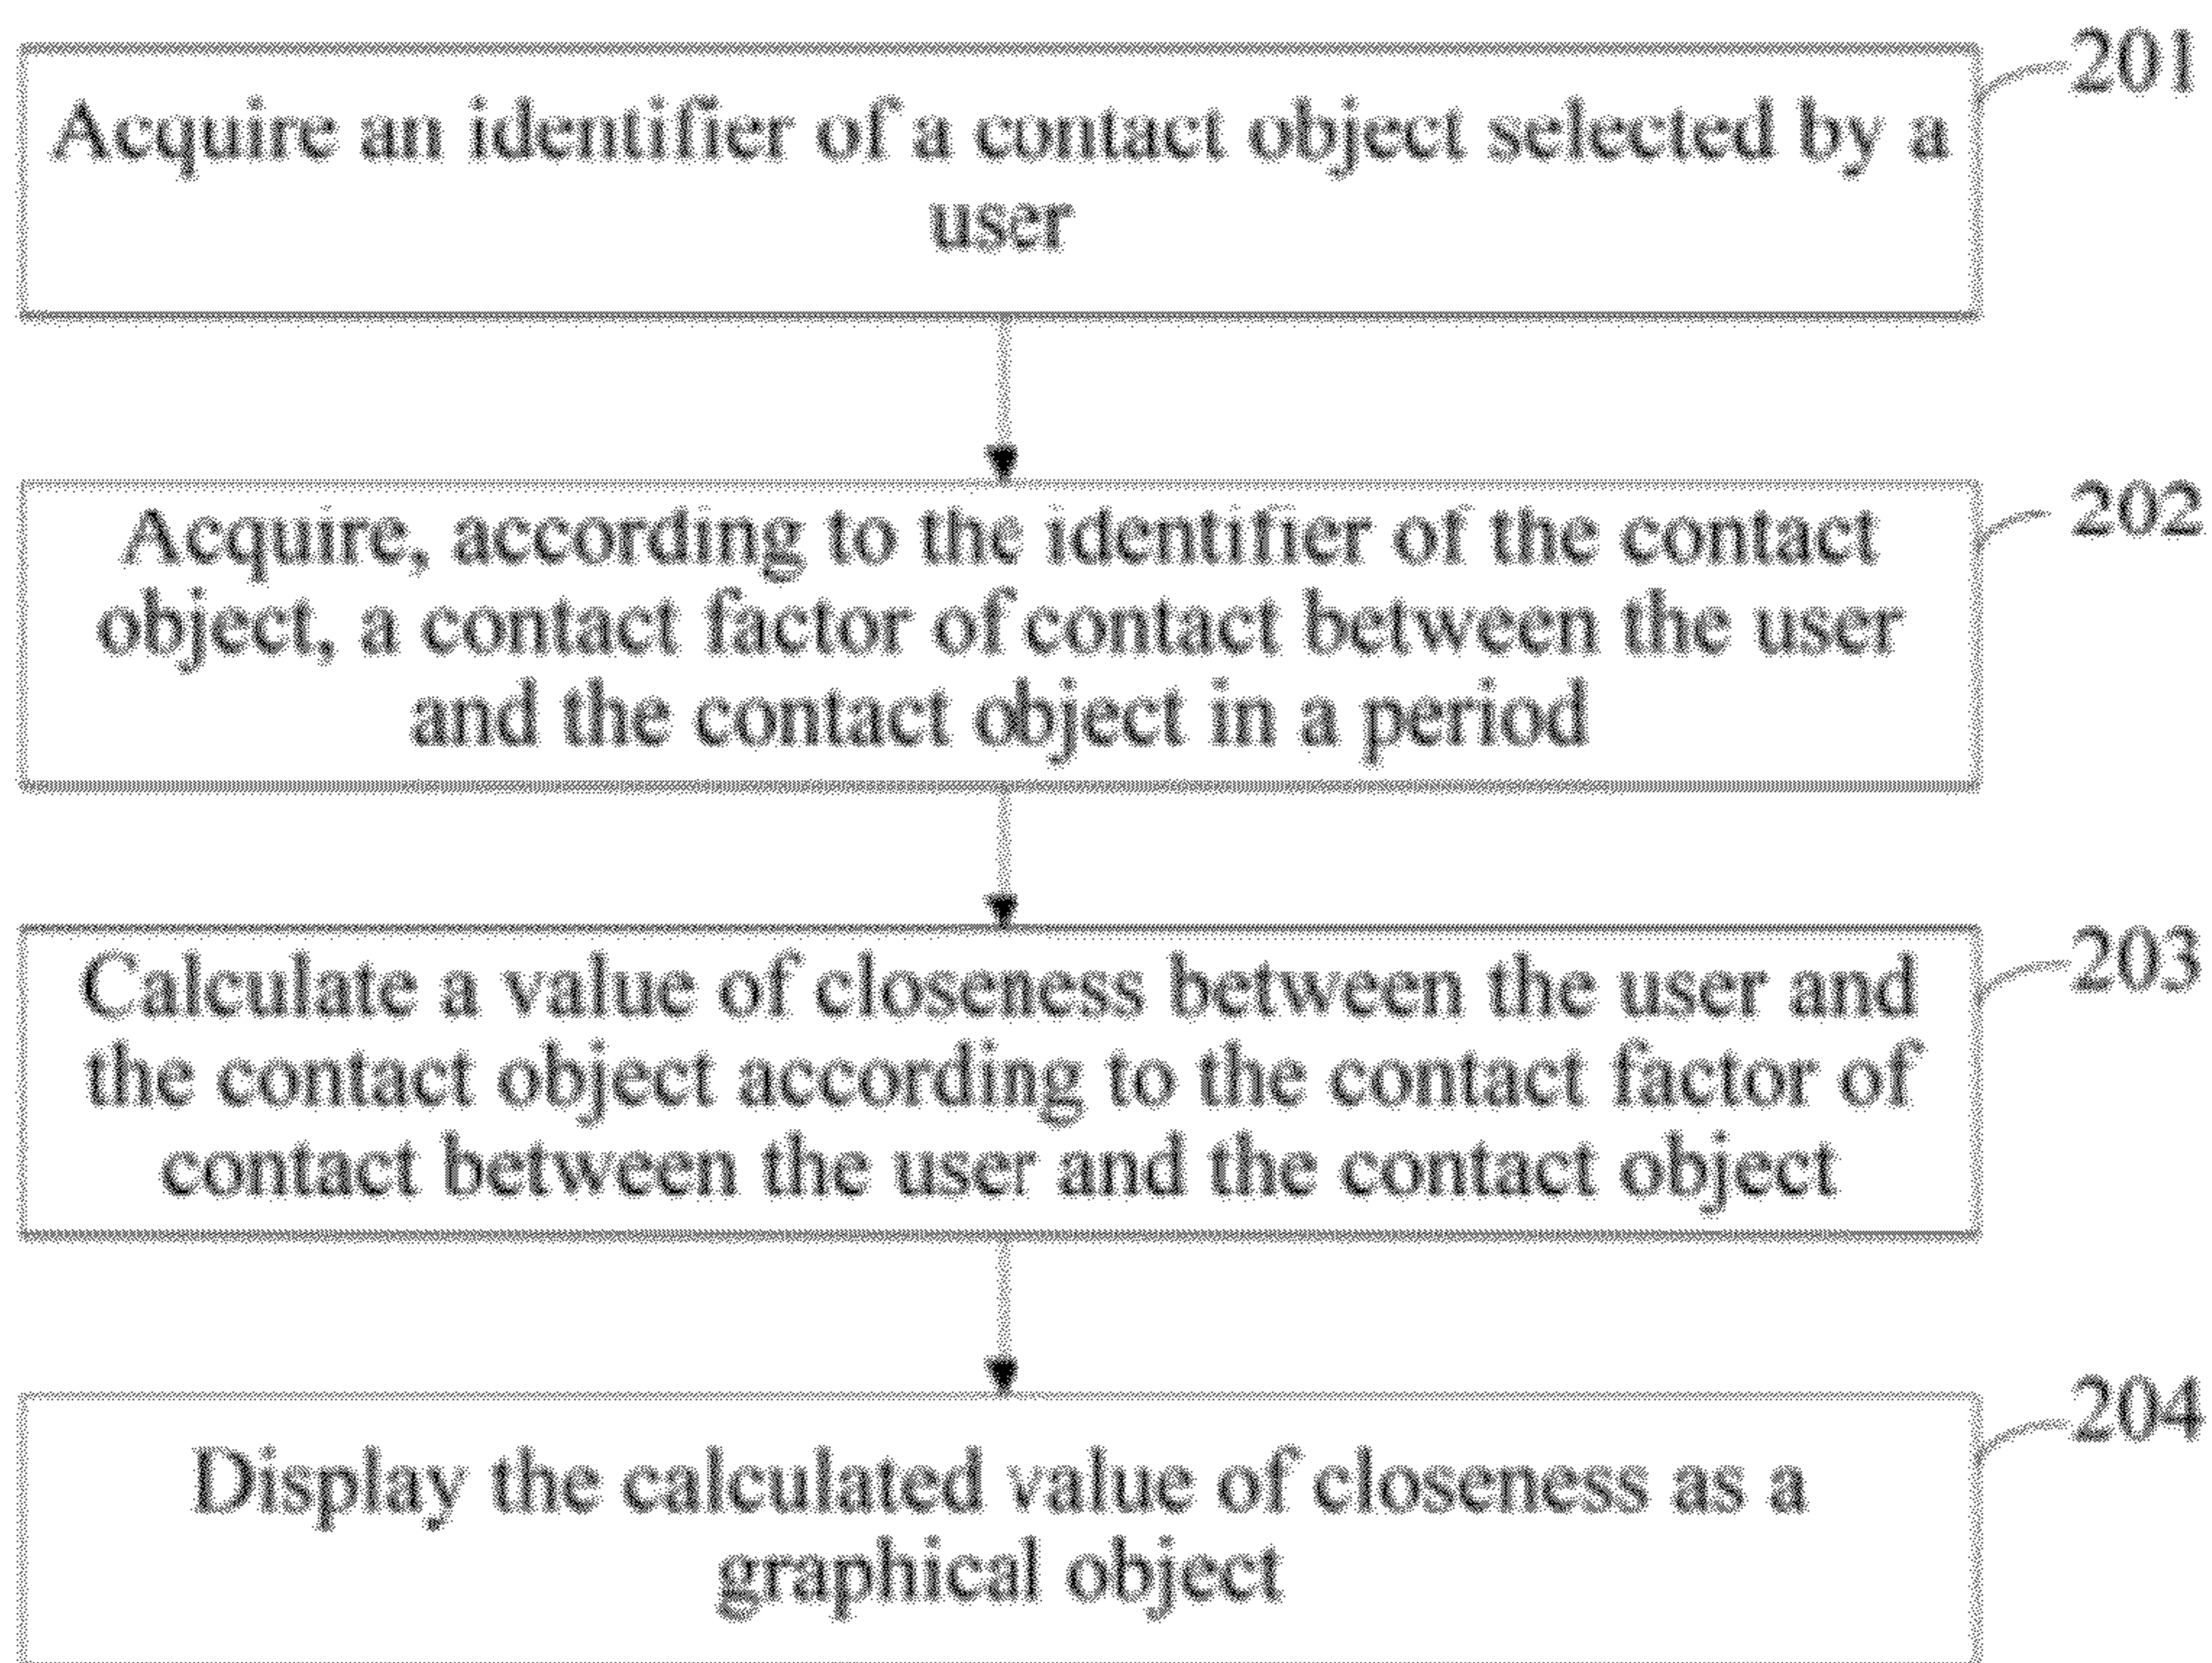 201
Acquire an identifier of a contact object selected by a
user
202
Acquire, according to the identifier of the contact
object, a contact factor of contact between the user
and the contact object in a period
203
Calculate a value of closeness between the user and
the contact object according to the contact factor of
contact between the user and the contact object
204
Display the calculated value of closeness as a
graphical object